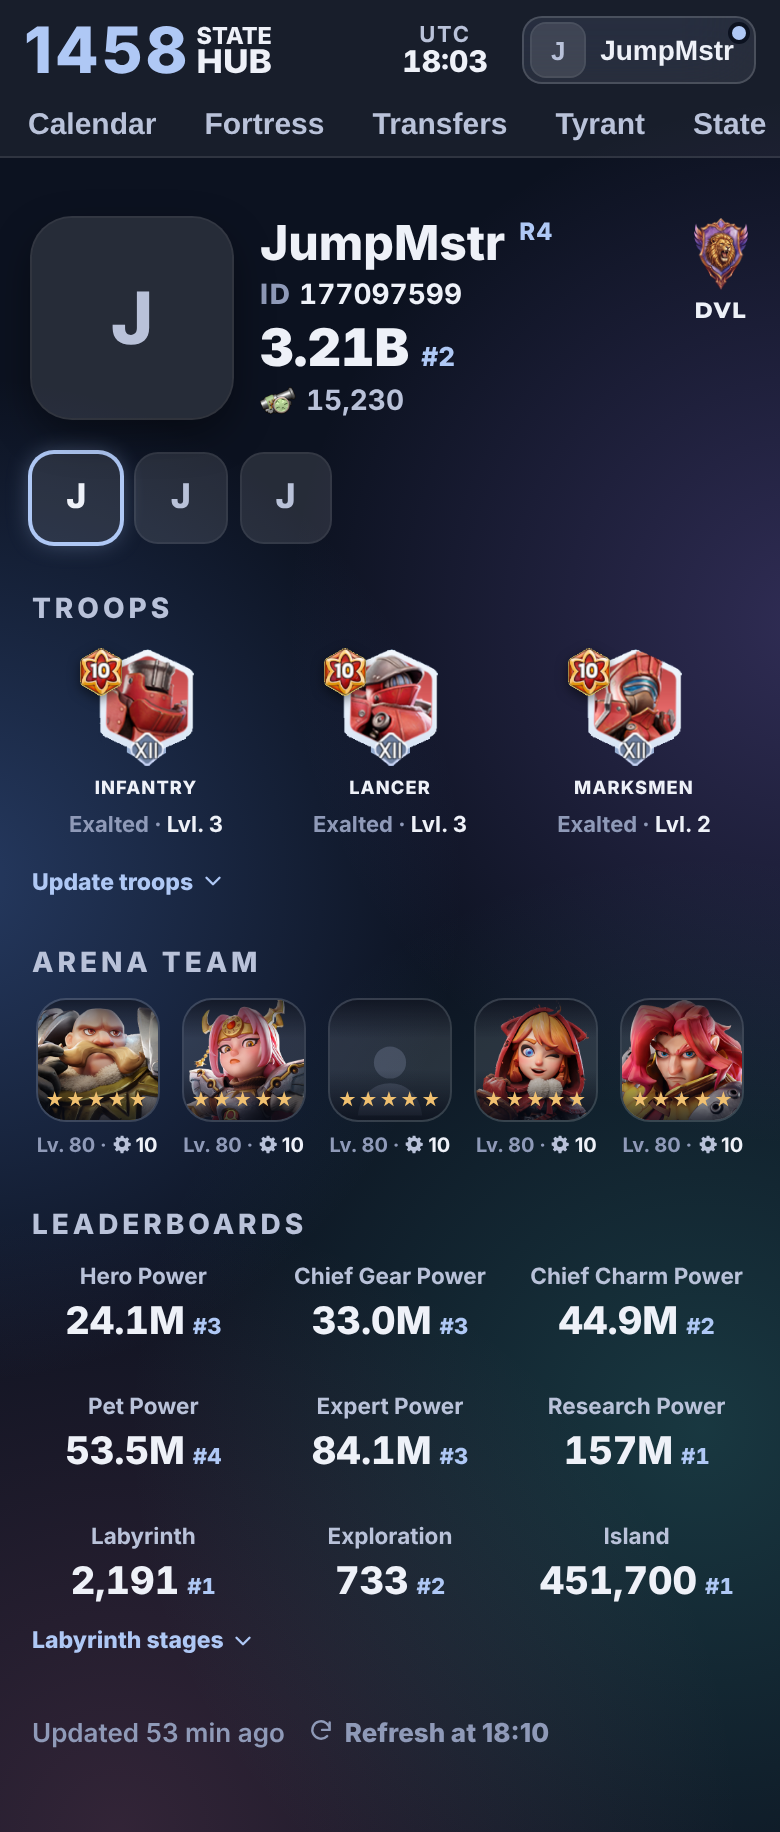 1458 STATE HUB
UTC
18:03
J JumpMstr
Calendar Fortress Transfers Tyrant State
J
JumpMstr R4
ID 177097599
3.21B #2
15,230
DVL
J J J
TROOPS
10 10 10
XII XII XII
INFANTRY LANCER MARKSMEN
Exalted · Lvl. 3 Exalted · Lvl. 3 Exalted · Lvl. 2
Update troops
ARENA TEAM
Lv. 80 · 10 Lv. 80 · 10 Lv. 80 · 10 Lv. 80 · 10 Lv. 80 · 10
LEADERBOARDS
Hero Power Chief Gear Power Chief Charm Power
24.1M #3 33.0M #3 44.9M #2
Pet Power Expert Power Research Power
53.5M #4 84.1M #3 157M #1
Labyrinth Exploration Island
2,191 #1 733 #2 451,700 #1
Labyrinth stages
Updated 53 min ago Refresh at 18:10